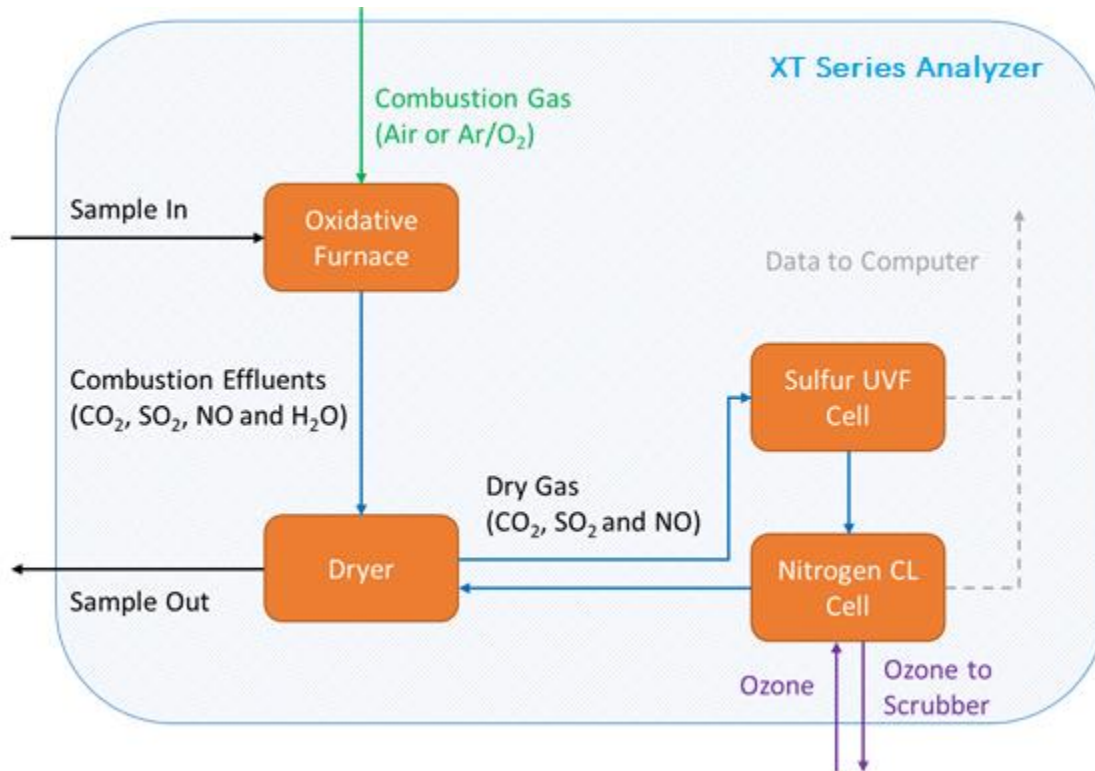 XT Series Analyzer
Combustion Gas
(Air or Ar/O₂)
Sample In
Oxidative
Furnace
Data to Computer
Combustion Effluents
(CO₂, SO₂, NO and H₂O)
Sulfur UVF
Cell
Dry Gas
(CO₂, SO₂ and NO)
Dryer
Nitrogen CL
Cell
Sample Out
Ozone
Ozone to
Scrubber